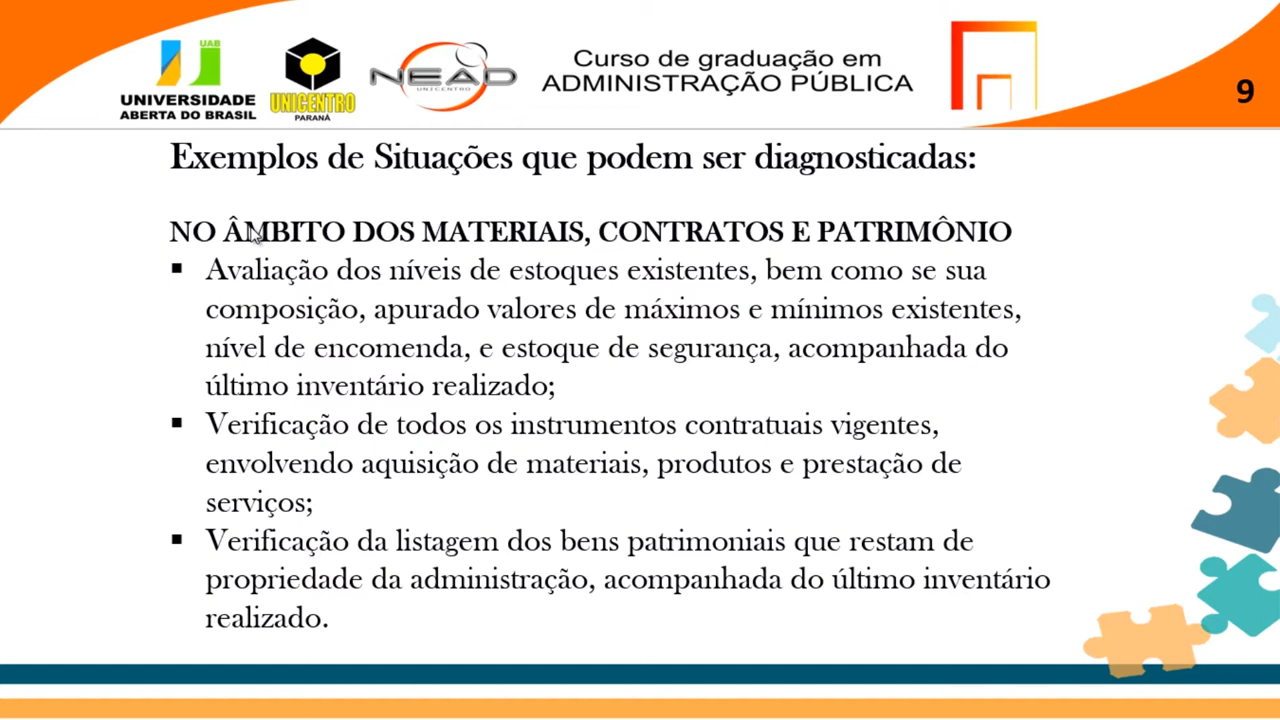 UAB
UNIVERSIDADE
ABERTA DO BRASIL
UNICENTRO
PARANÁ
NEAD
UNICENTRO
Curso de graduação em
ADMINISTRAÇÃO PÚBLICA
9
Exemplos de Situações que podem ser diagnosticadas:
NO ÂMBITO DOS MATERIAIS, CONTRATOS E PATRIMÔNIO
▪ Avaliação dos níveis de estoques existentes, bem como se sua
composição, apurado valores de máximos e mínimos existentes,
nível de encomenda, e estoque de segurança, acompanhada do
último inventário realizado;
▪ Verificação de todos os instrumentos contratuais vigentes,
envolvendo aquisição de materiais, produtos e prestação de
serviços;
▪ Verificação da listagem dos bens patrimoniais que restam de
propriedade da administração, acompanhada do último inventário
realizado.